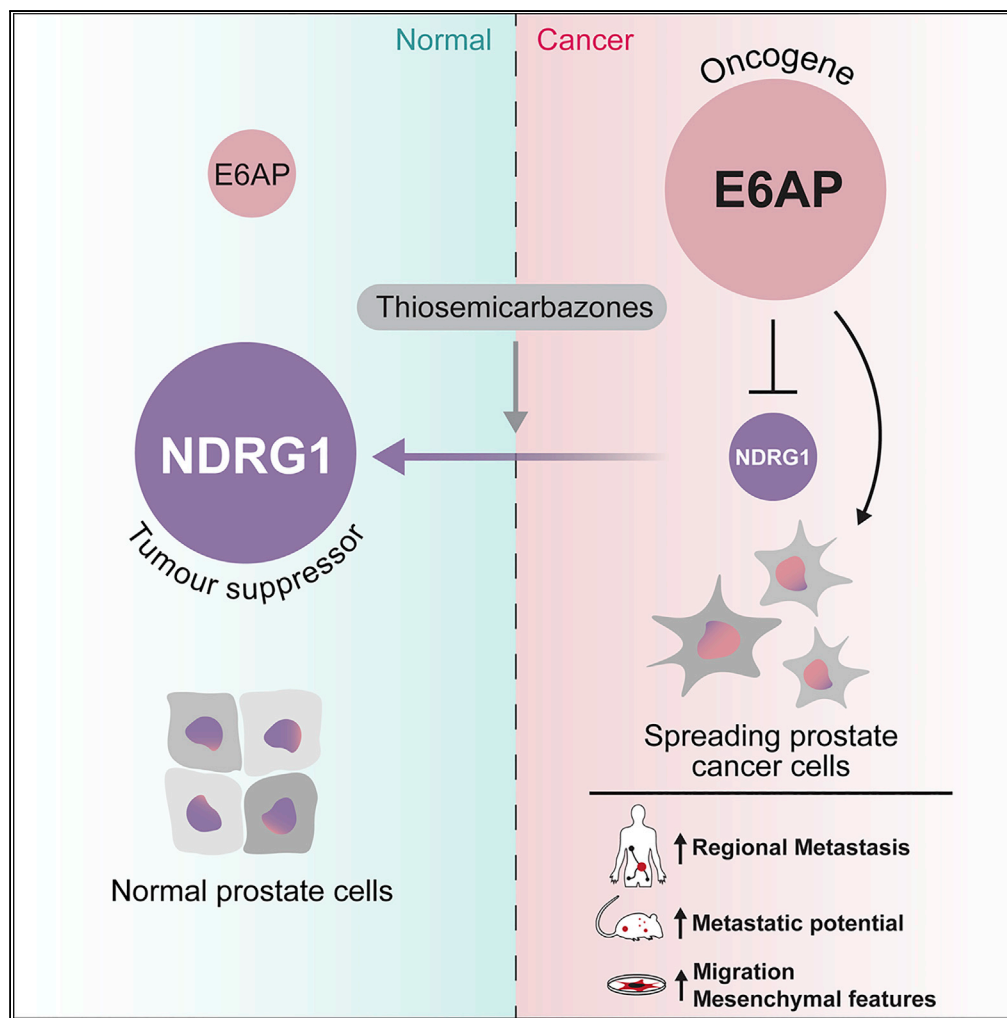 Normal
Cancer
E6AP
Oncogene
E6AP
Thiosemicarbazones
NDRG1
Tumour suppressor
NDRG1
Normal prostate cells
Spreading prostate
cancer cells
Regional Metastasis
Metastatic potential
Migration
Mesenchymal features